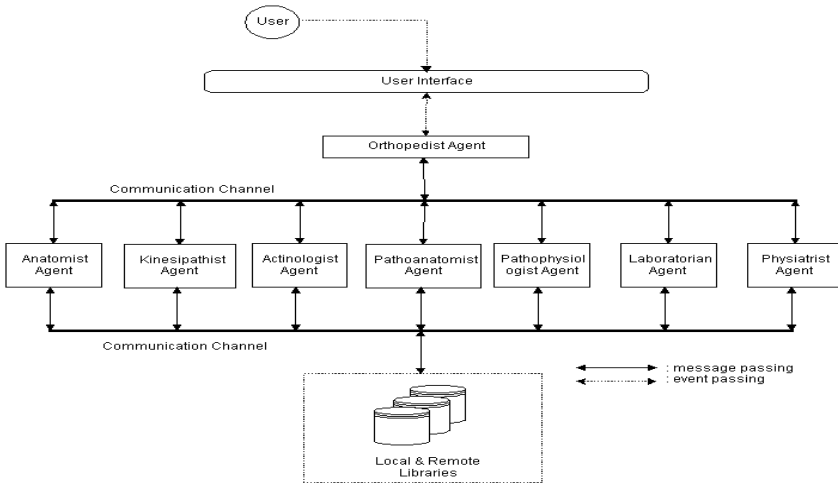 User
User Interface
Orthopedist Agent
Communication Channel
Anatomist
Agent
Kinesipathist
Agent
Actinologist
Agent
Pathoanatomist
Agent
Pathophysiol
ogist Agent
Laboratorian
Agent
Physiatrist
Agent
Communication Channel
: message passing
: event passing
Local & Remote
Libraries